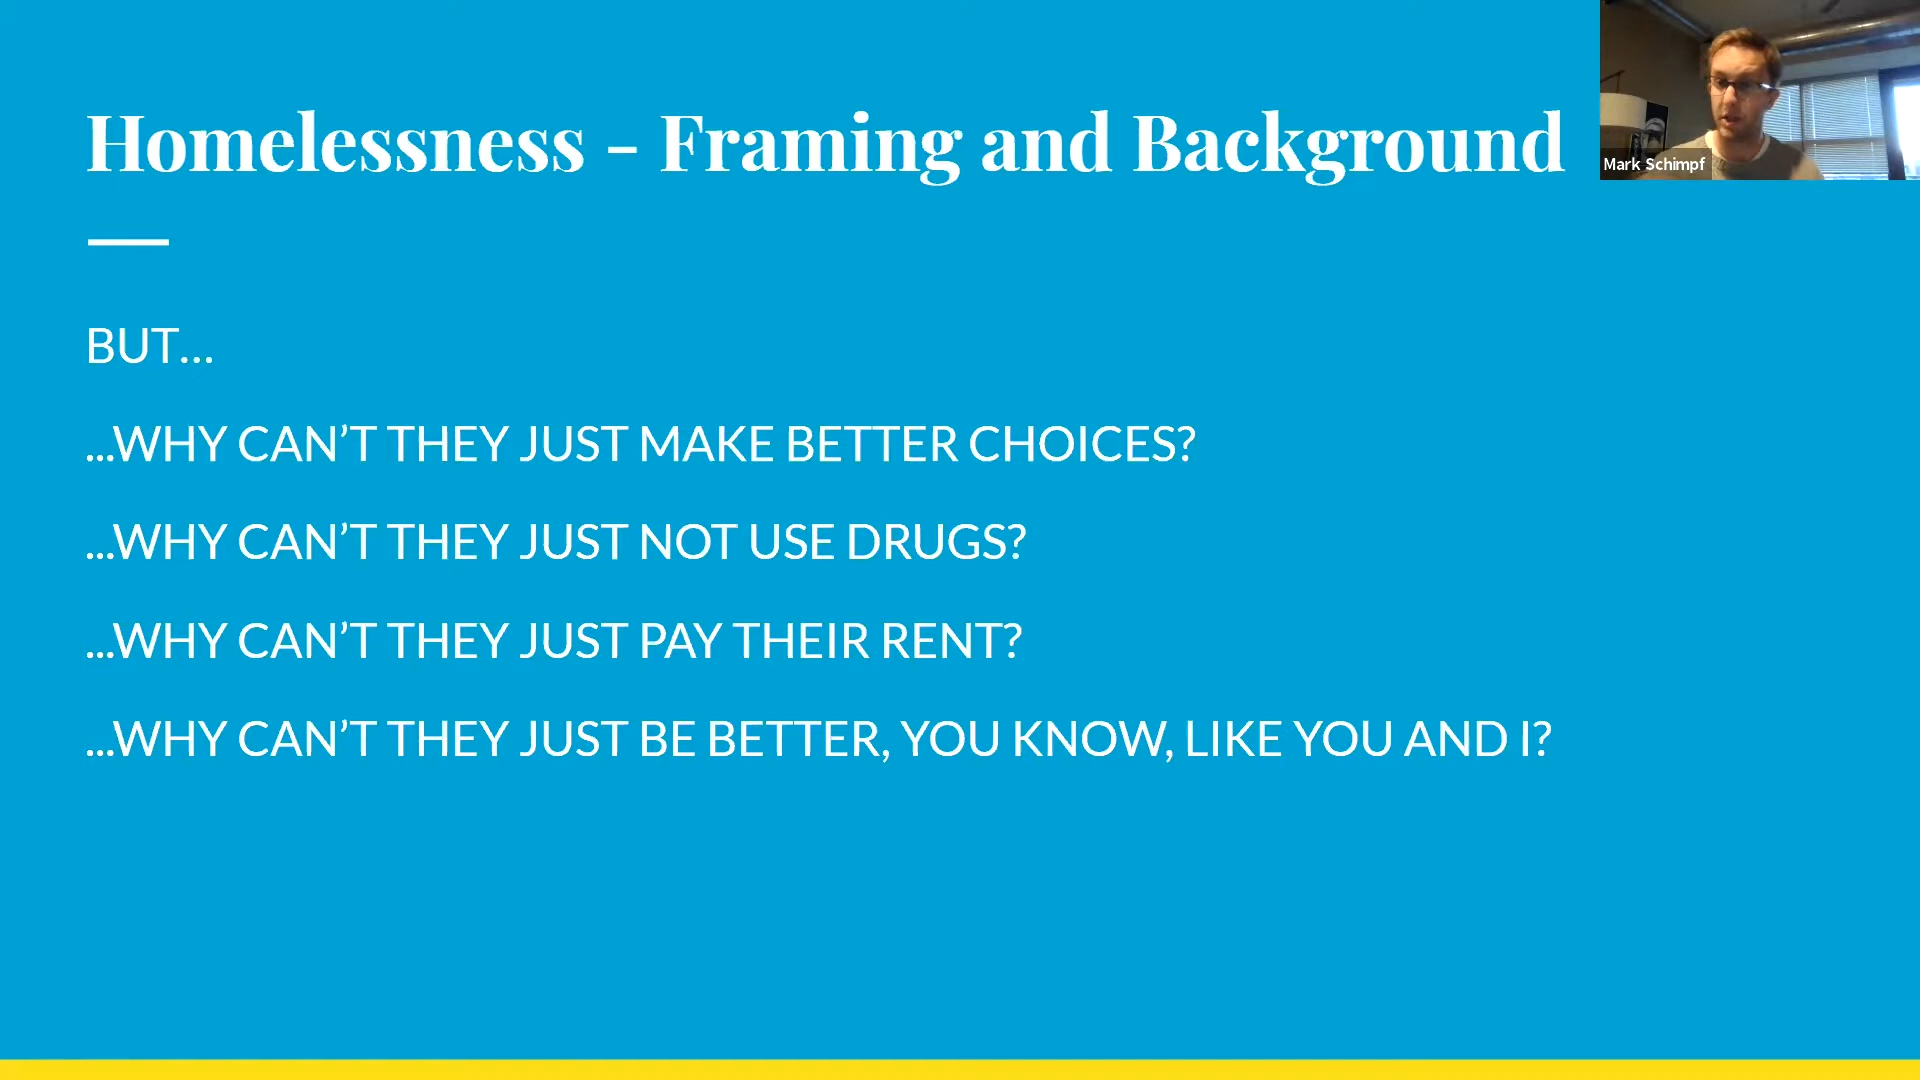 Homelessness - Framing and Background
Mark Schimpf
BUT...
...WHY CAN’T THEY JUST MAKE BETTER CHOICES?
...WHY CAN’T THEY JUST NOT USE DRUGS?
...WHY CAN’T THEY JUST PAY THEIR RENT?
...WHY CAN’T THEY JUST BE BETTER, YOU KNOW, LIKE YOU AND I?